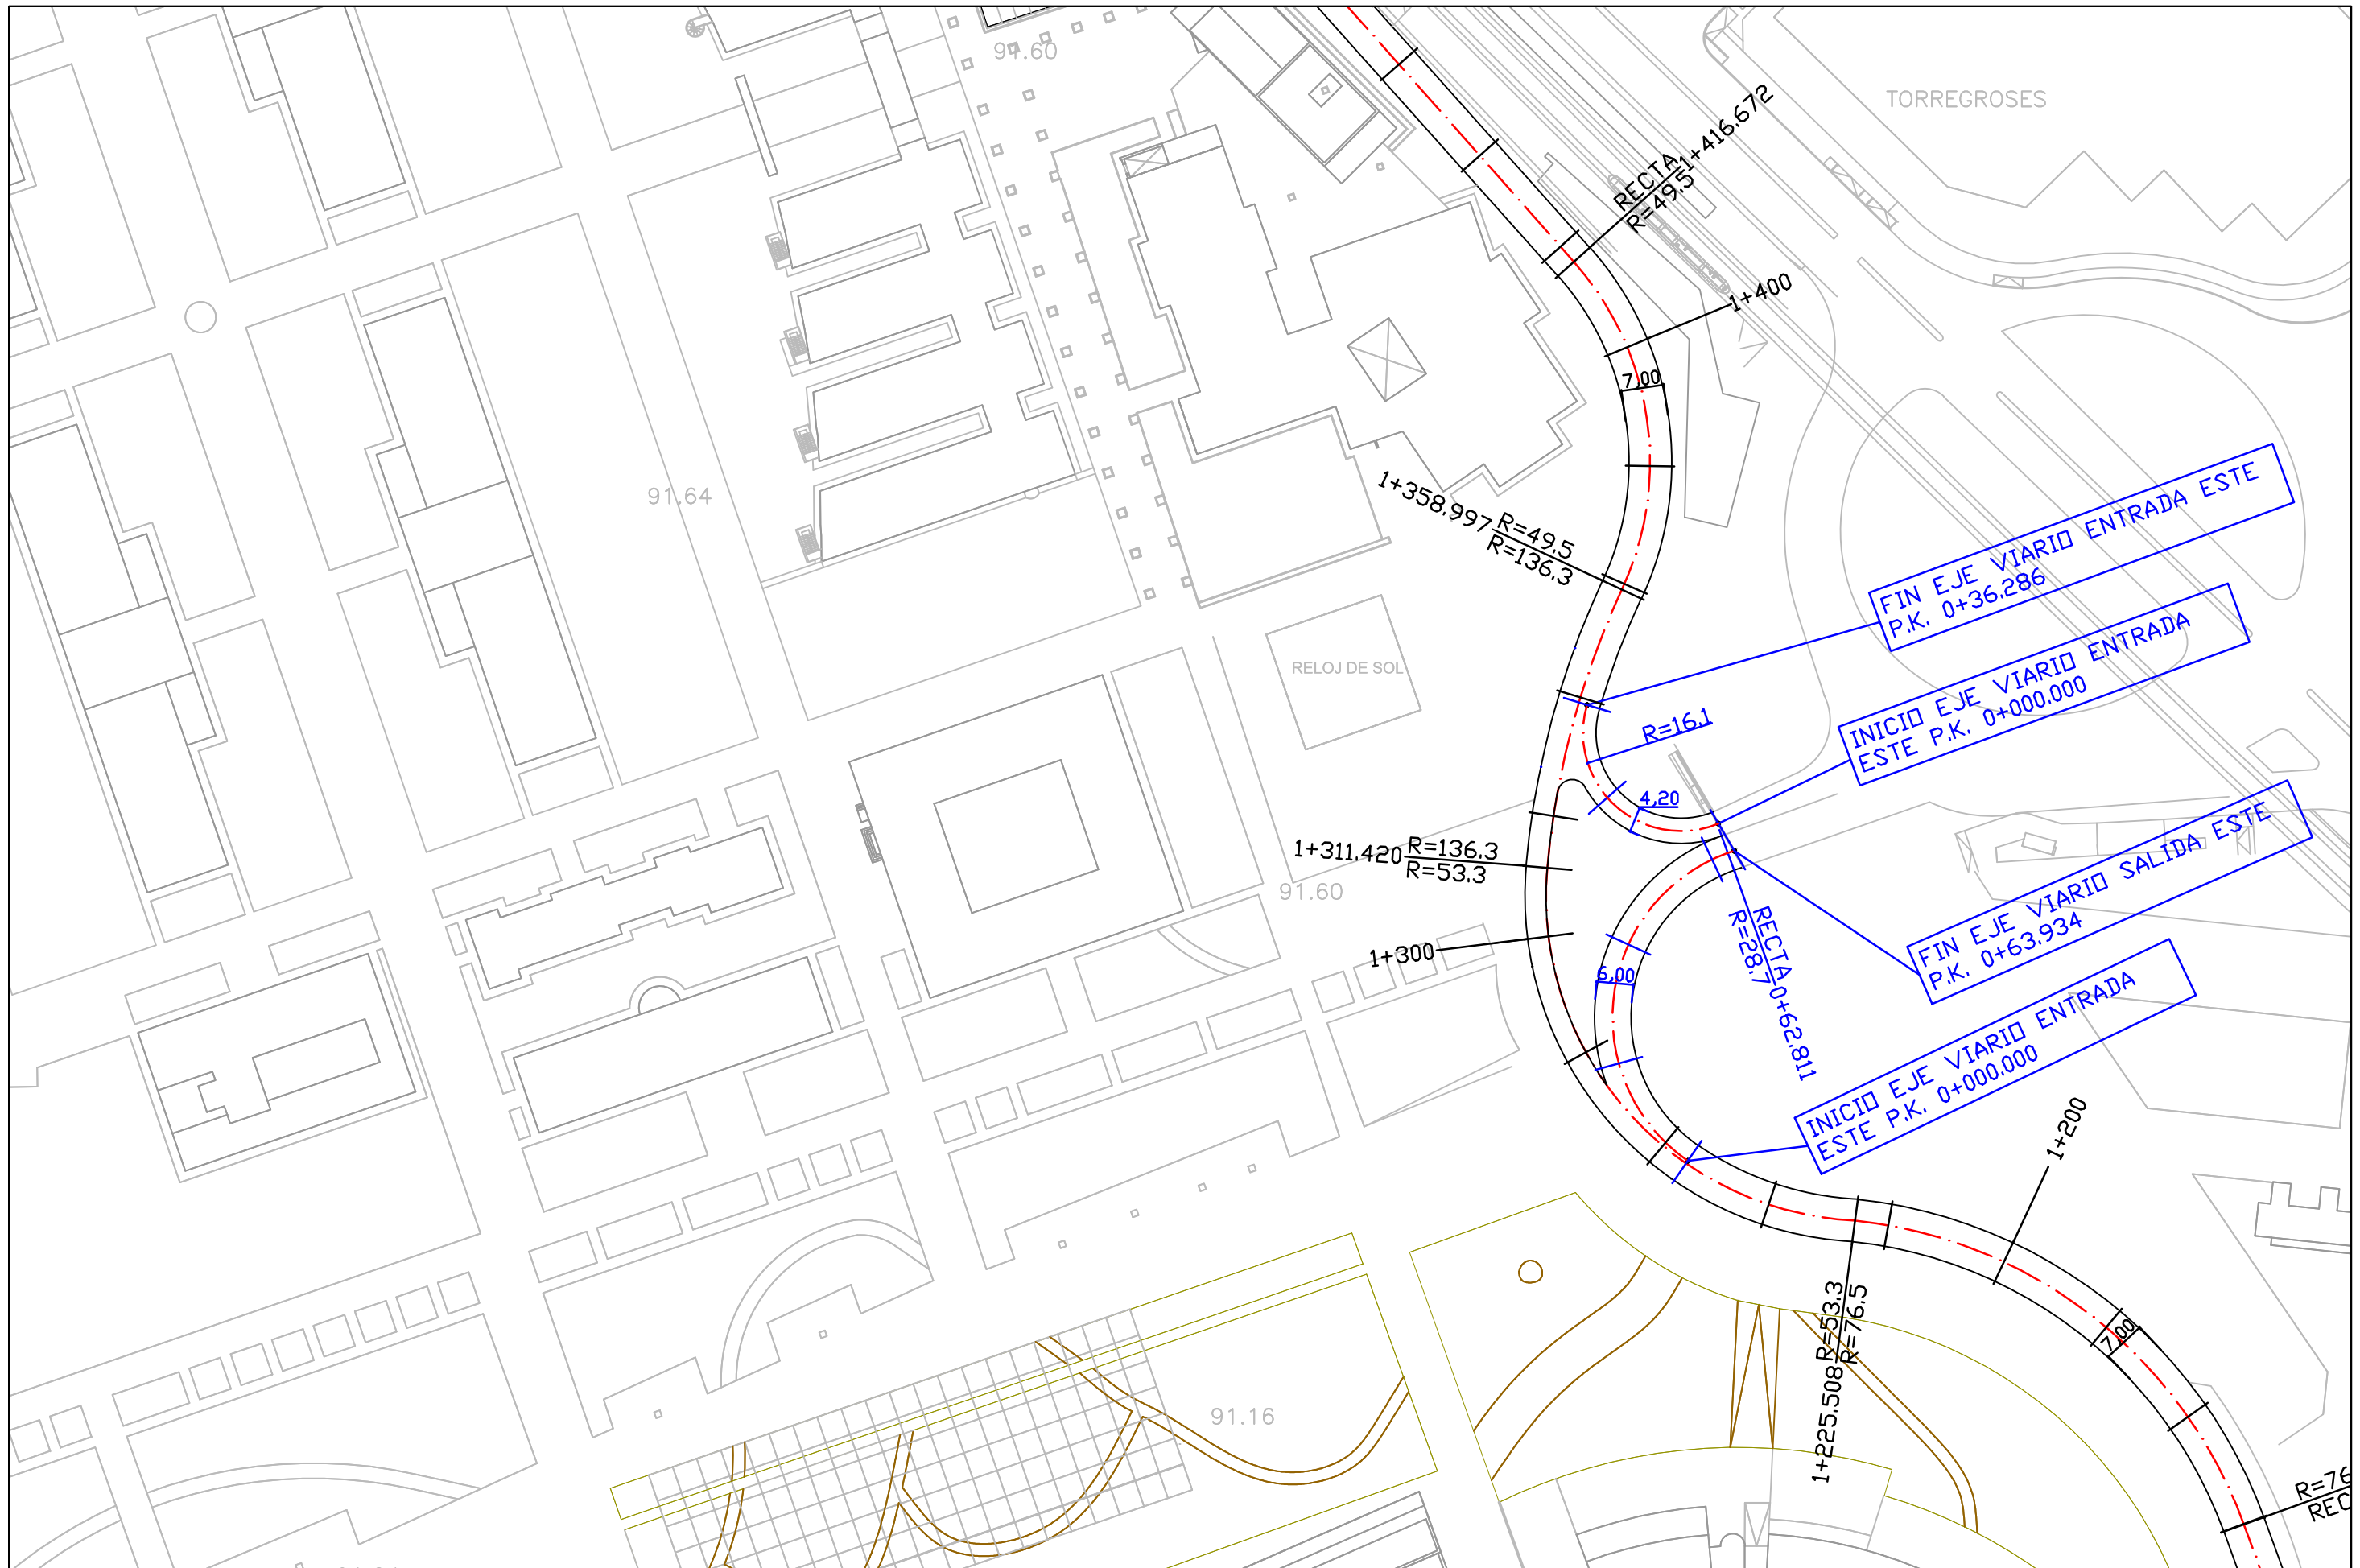 91.60
TORREGROSES
RECTA 1+416.672
R=49.5
1+400
7,00
91.64
1+358.997 R=49.5
R=136.3
FIN EJE VIARIO ENTRADA ESTE
P.K. 0+36.286
INICIO EJE VIARIO ENTRADA
ESTE P.K. 0+000.000
RELOJ DE SOL
R=16.1
4,20
1+311.420 R=136.3
R=53.3
91.60
1+300
FIN EJE VIARIO SALIDA ESTE
P.K. 0+63.934
RECTA 0+62.811
R=28.7
6,00
INICIO EJE VIARIO ENTRADA
ESTE P.K. 0+000.000
1+200
1+225.508 R=53.3
R=76.5
7,00
91.16
R=76
REC